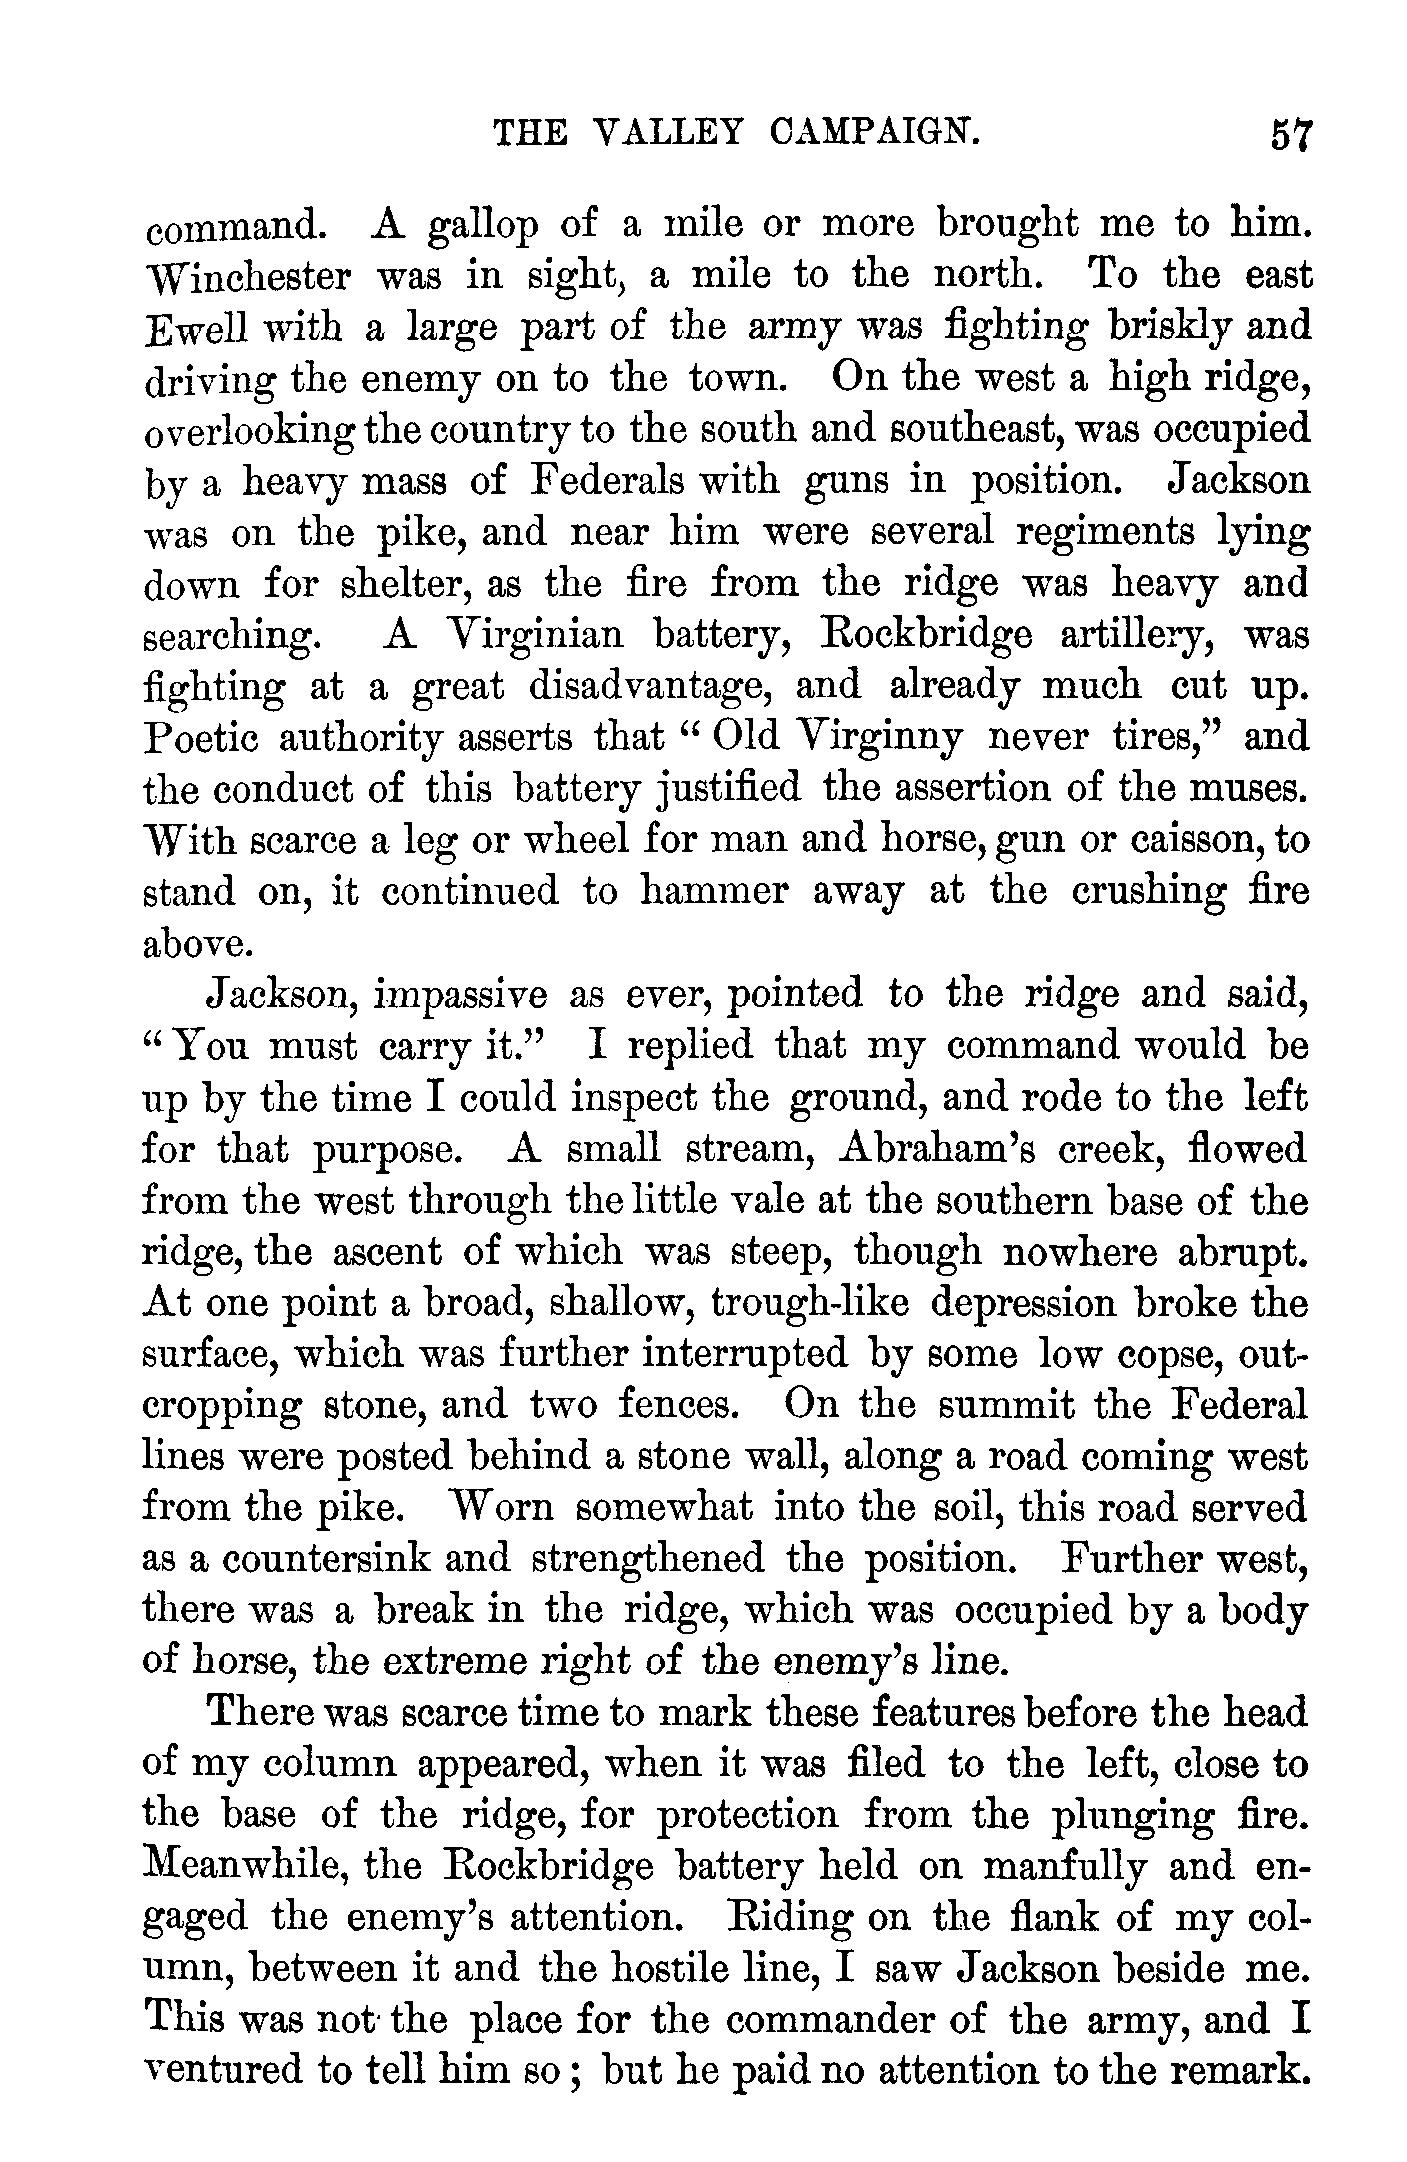 THE VALLEY CAMPAIGN. 57
command. A gallop of a mile or more brought me to him.
Winchester was in sight, a mile to the north. To the east
Ewell with a large part of the army was fighting briskly and
driving the enemy on to the town. On the west a high ridge,
overlooking the country to the south and southeast, was occupied
by a heavy mass of Federals with guns in position. Jackson
was on the pike, and near him were several regiments lying
down for shelter, as the fire from the ridge was heavy and
searching. A Virginian battery, Rockbridge artillery, was
fighting at a great disadvantage, and already much cut up.
Poetic authority asserts that “ Old Virginny never tires,” and
the conduct of this battery justified the assertion of the muses.
With scarce a leg or wheel for man and horse, gun or caisson, to
stand on, it continued to hammer away at the crushing fire
above.
Jackson, impassive as ever, pointed to the ridge and said,
“ You must carry it.” I replied that my command would be
up by the time I could inspect the ground, and rode to the left
for that purpose. A small stream, Abraham’s creek, flowed
from the west through the little vale at the southern base of the
ridge, the ascent of which was steep, though nowhere abrupt.
At one point a broad, shallow, trough-like depression broke the
surface, which was further interrupted by some low copse, out-
cropping stone, and two fences. On the summit the Federal
lines were posted behind a stone wall, along a road coming west
from the pike. Worn somewhat into the soil, this road served
as a countersink and strengthened the position. Further west,
there was a break in the ridge, which was occupied by a body
of horse, the extreme right of the enemy’s line.
There was scarce time to mark these features before the head
of my column appeared, when it was filed to the left, close to
the base of the ridge, for protection from the plunging fire.
Meanwhile, the Rockbridge battery held on manfully and en-
gaged the enemy’s attention. Riding on the flank of my col-
umn, between it and the hostile line, I saw Jackson beside me.
This was not the place for the commander of the army, and I
ventured to tell him so ; but he paid no attention to the remark.